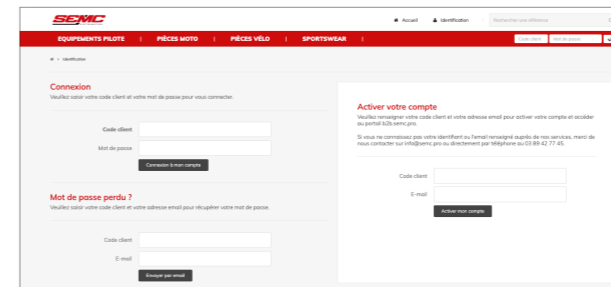 SEMC
Accueil
Identification
Rechercher une référence
EQUIPEMENTS PILOTE | PIÈCES MOTO | PIÈCES VÉLO | SPORTSWEAR |
Code client
Mot de passe
> Identification
Connexion
Veuillez saisir votre code client et votre mot de passe pour vous connecter.
Code client
Mot de passe
Connexion à mon compte
Mot de passe perdu ?
Veuillez saisir votre code client et votre adresse email pour récupérer votre mot de passe.
Code client
E-mail
Envoyer par email
Activer votre compte
Veuillez renseigner votre code client et votre adresse email pour activer votre compte et accéder
au portail b2b.semc.pro.
Si vous ne connaissez pas votre identifiant ou l'email renseigné auprès de nos services, merci de
nous contacter sur info@semc.pro ou directement par téléphone au 03 89 42 77 45.
Code client
E-mail
Activer mon compte